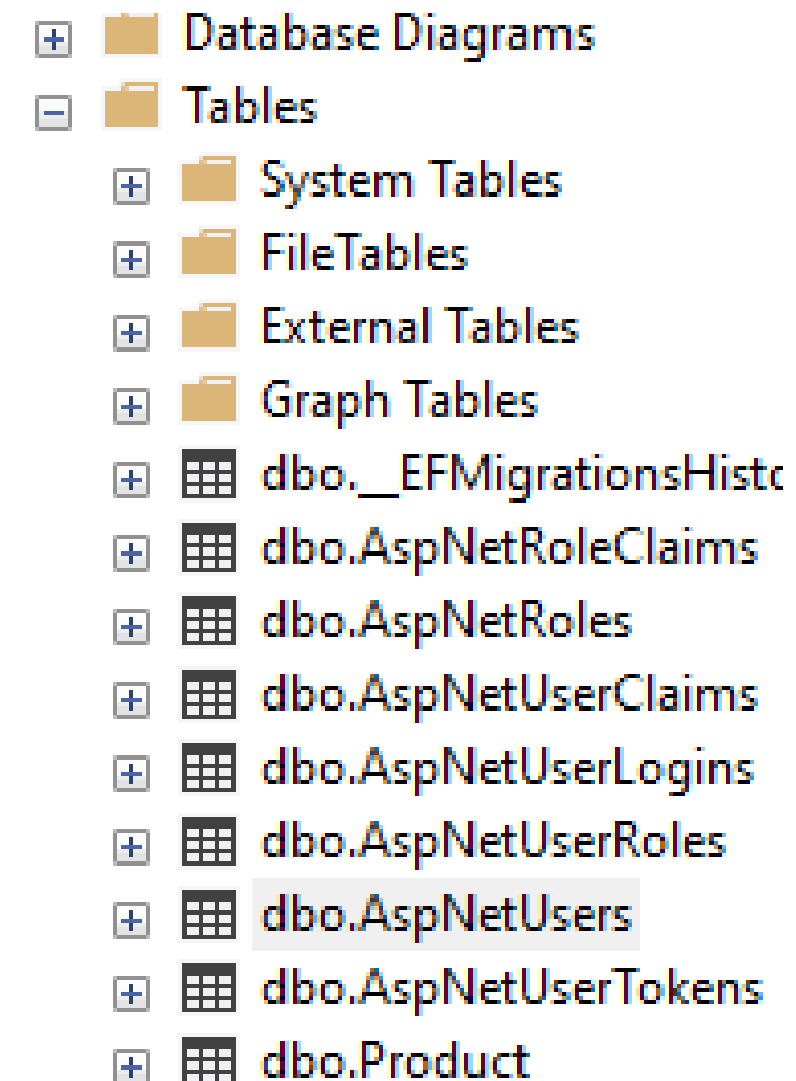 Database Diagrams
Tables
System Tables
FileTables
External Tables
Graph Tables
dbo.__EFMigrationsHisto
dbo.AspNetRoleClaims
dbo.AspNetRoles
dbo.AspNetUserClaims
dbo.AspNetUserLogins
dbo.AspNetUserRoles
dbo.AspNetUsers
dbo.AspNetUserTokens
dbo.Product